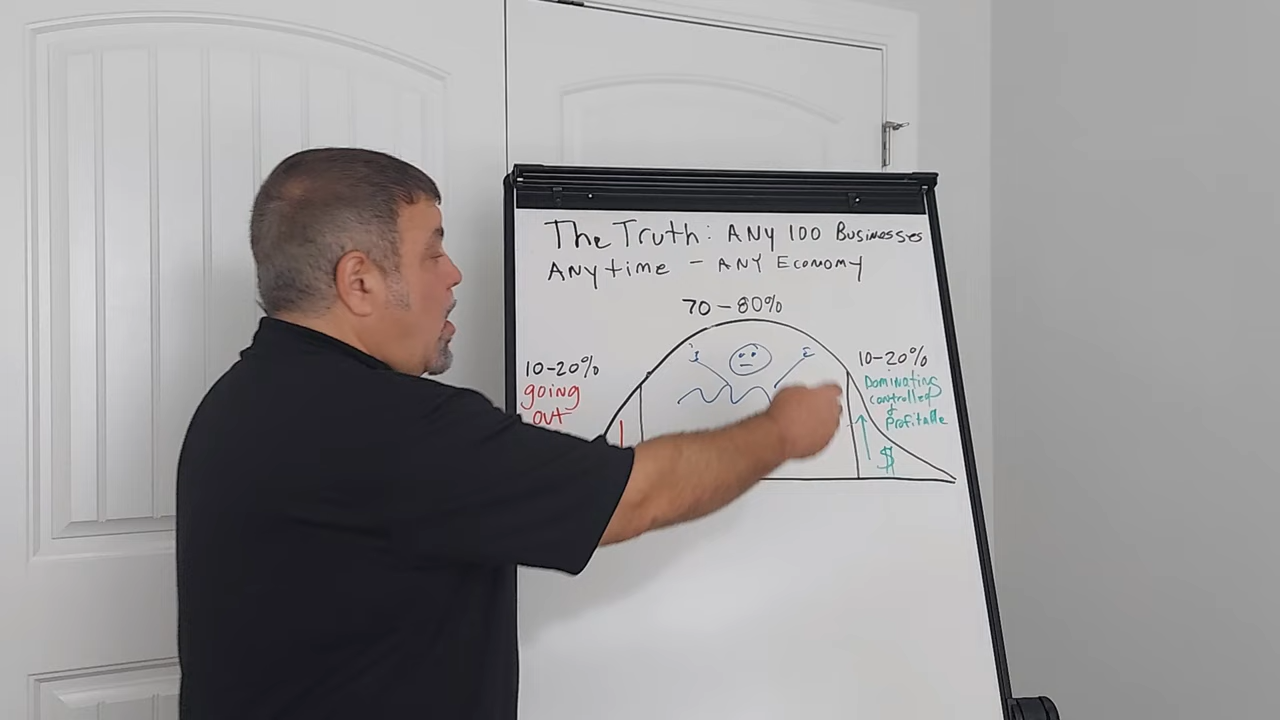 The Truth: ANY 100 Businesses
ANytime - ANY Economy
70-80%
10-20%
going
out
10-20%
Dominating
controlled
&
Profitable
$